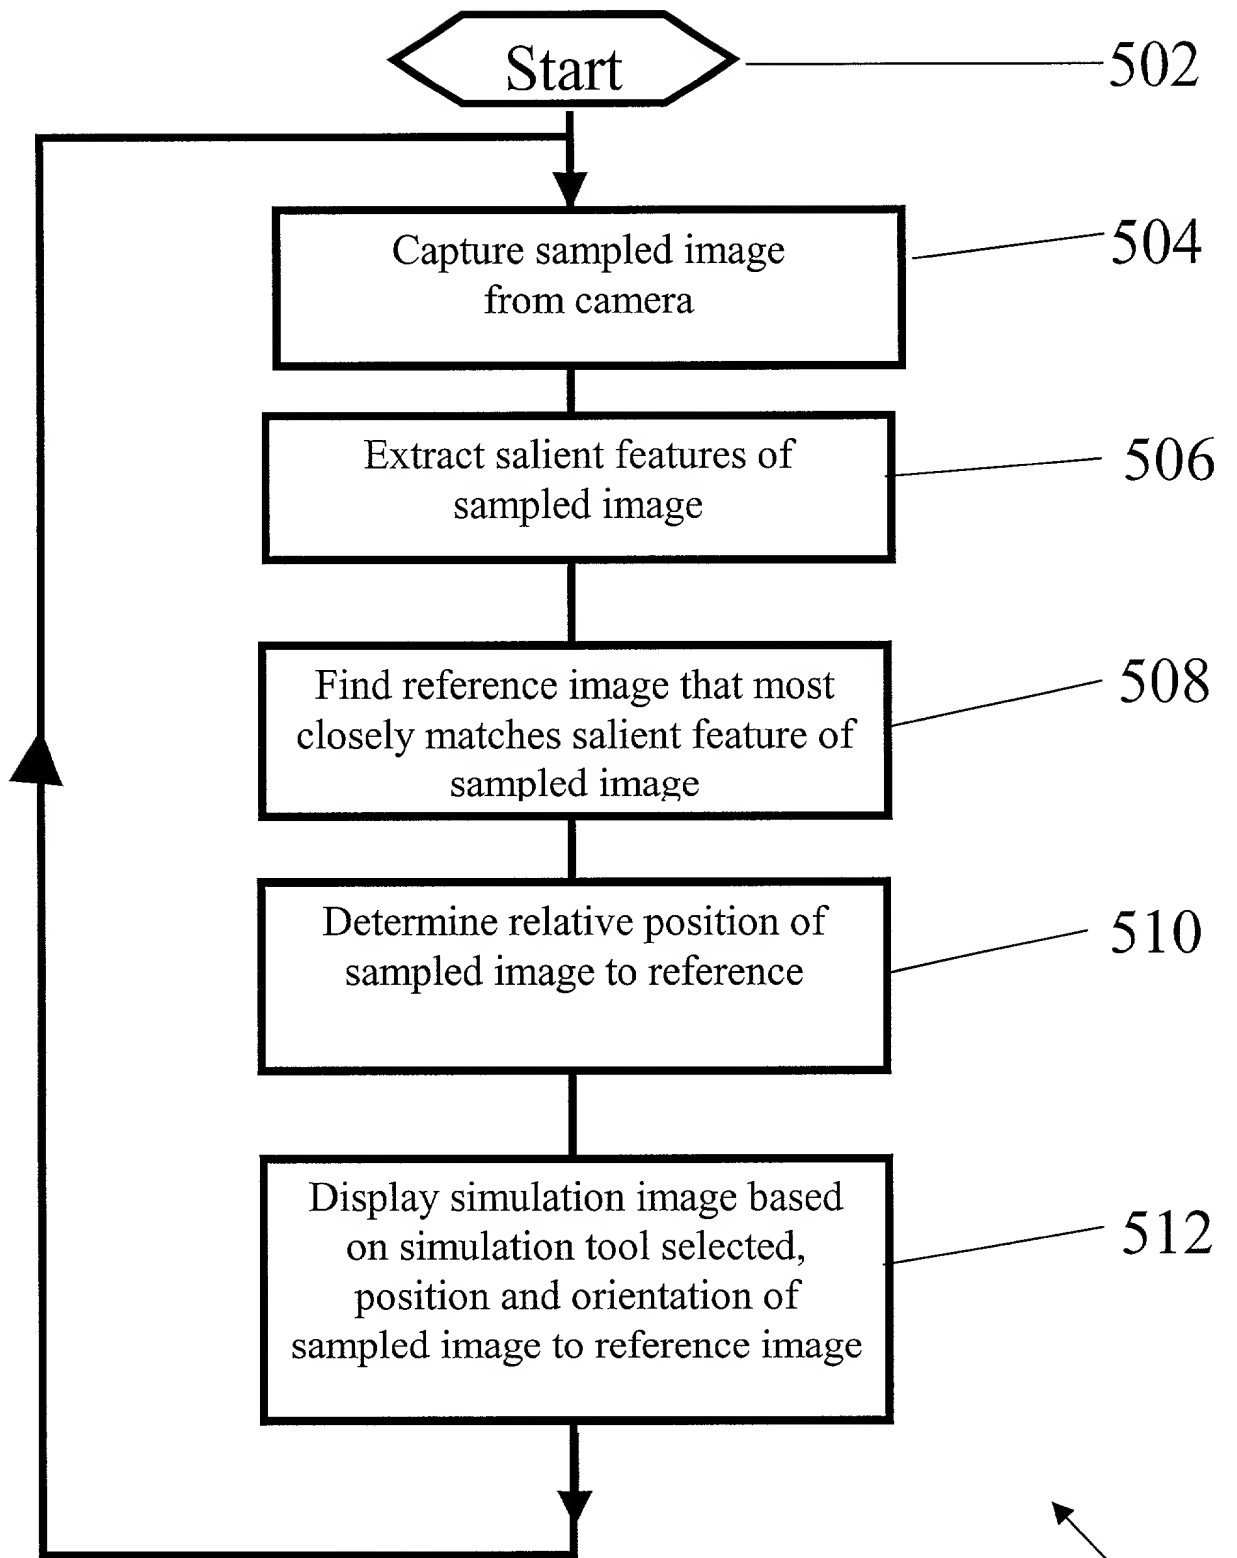 Start
502
Capture sampled image
from camera
504
Extract salient features of
sampled image
506
Find reference image that most
closely matches salient feature of
sampled image
508
Determine relative position of
sampled image to reference
510
Display simulation image based
on simulation tool selected,
position and orientation of
sampled image to reference image
512